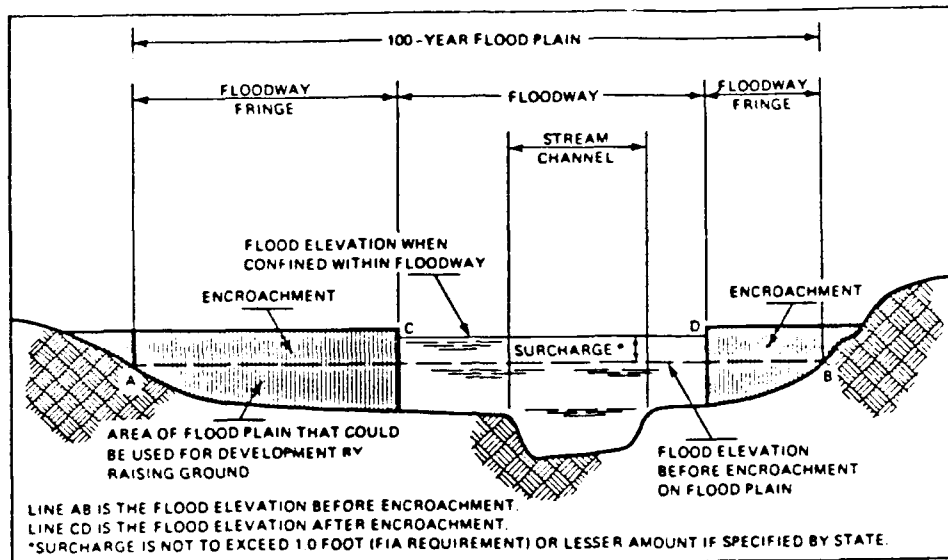 100-YEAR FLOOD PLAIN
FLOODWAY
FRINGE
FLOODWAY
FLOODWAY
FRINGE
STREAM
CHANNEL
FLOOD ELEVATION WHEN
CONFINED WITHIN FLOODWAY
ENCROACHMENT
ENCROACHMENT
C
D
SURCHARGE*
A
B
AREA OF FLOOD PLAIN THAT COULD
BE USED FOR DEVELOPMENT BY
RAISING GROUND
FLOOD ELEVATION
BEFORE ENCROACHMENT
ON FLOOD PLAIN
LINE AB IS THE FLOOD ELEVATION BEFORE ENCROACHMENT.
LINE CD IS THE FLOOD ELEVATION AFTER ENCROACHMENT.
*SURCHARGE IS NOT TO EXCEED 1.0 FOOT (FIA REQUIREMENT) OR LESSER AMOUNT IF SPECIFIED BY STATE.